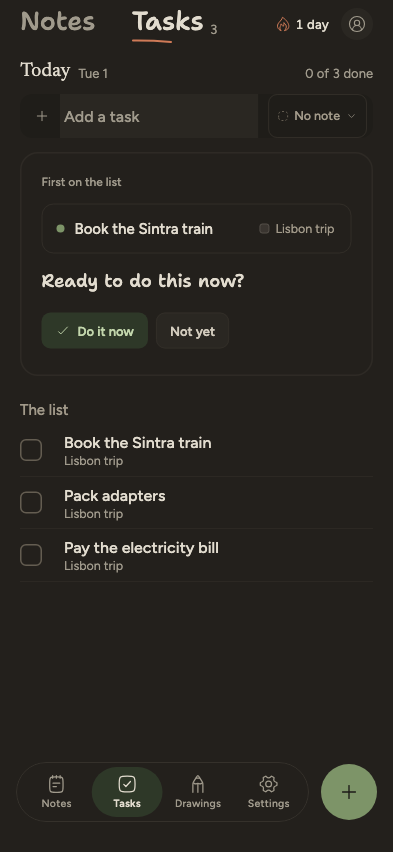 Notes Tasks 3 1 day
Today Tue 1 0 of 3 done
Add a task No note
First on the list
Book the Sintra train Lisbon trip
Ready to do this now?
Do it now Not yet
The list
Book the Sintra train
Lisbon trip
Pack adapters
Lisbon trip
Pay the electricity bill
Lisbon trip
Notes Tasks Drawings Settings